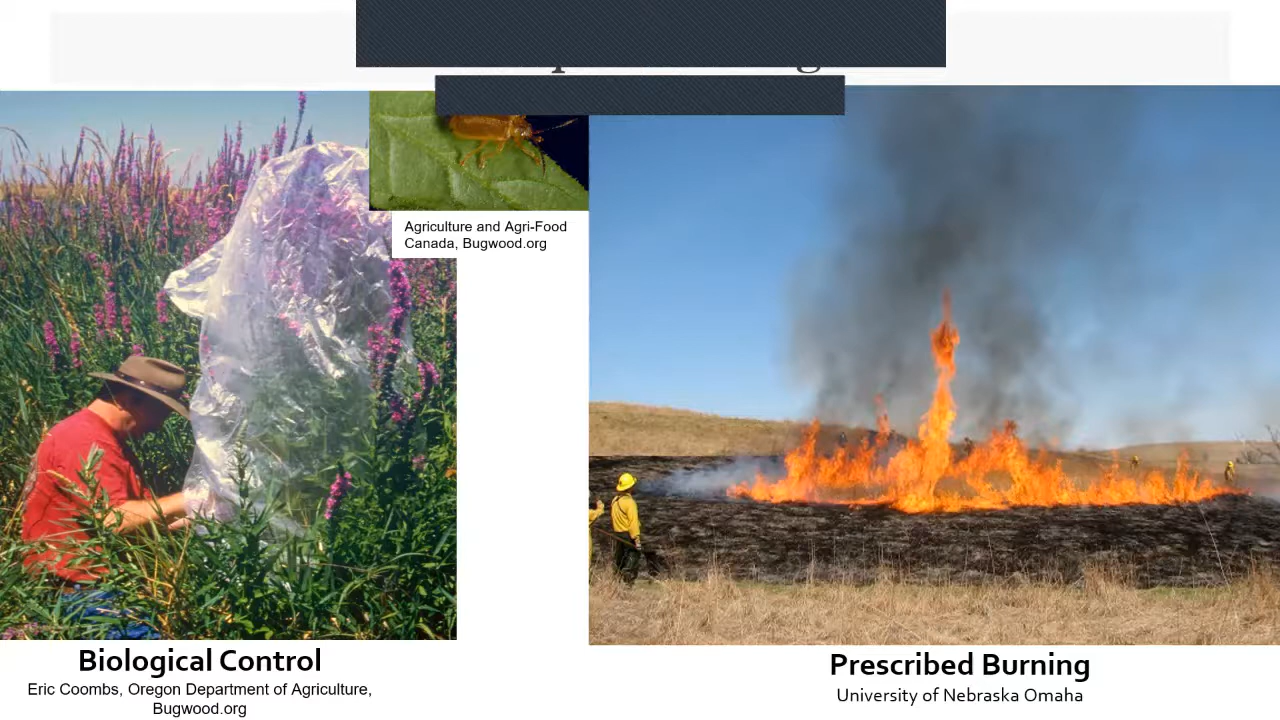 Agriculture and Agri-Food
Canada, Bugwood.org
Biological Control
Eric Coombs, Oregon Department of Agriculture,
Bugwood.org
Prescribed Burning
University of Nebraska Omaha